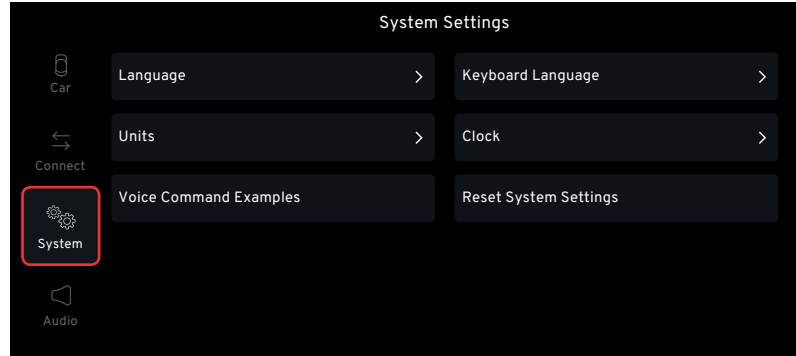 System Settings
Car
Language
Keyboard Language
Connect
Units
Clock
System
Voice Command Examples
Reset System Settings
Audio